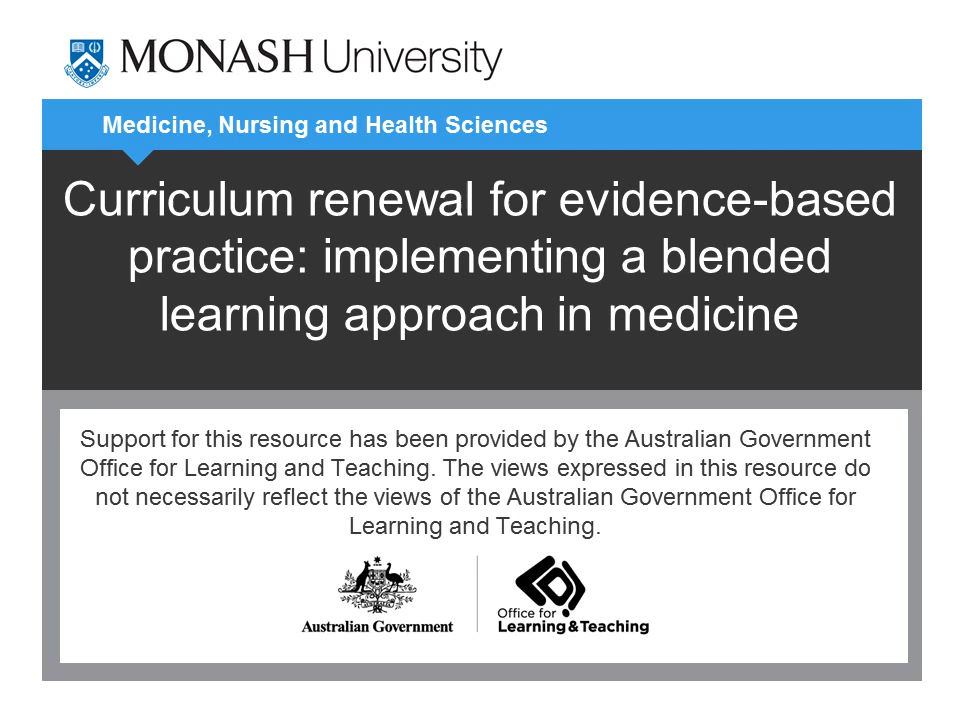 MONASH University
Medicine, Nursing and Health Sciences
Curriculum renewal for evidence-based
practice: implementing a blended
learning approach in medicine
Support for this resource has been provided by the Australian Government
Office for Learning and Teaching. The views expressed in this resource do
not necessarily reflect the views of the Australian Government Office for
Learning and Teaching.
Australian Government
Office for
Learning & Teaching